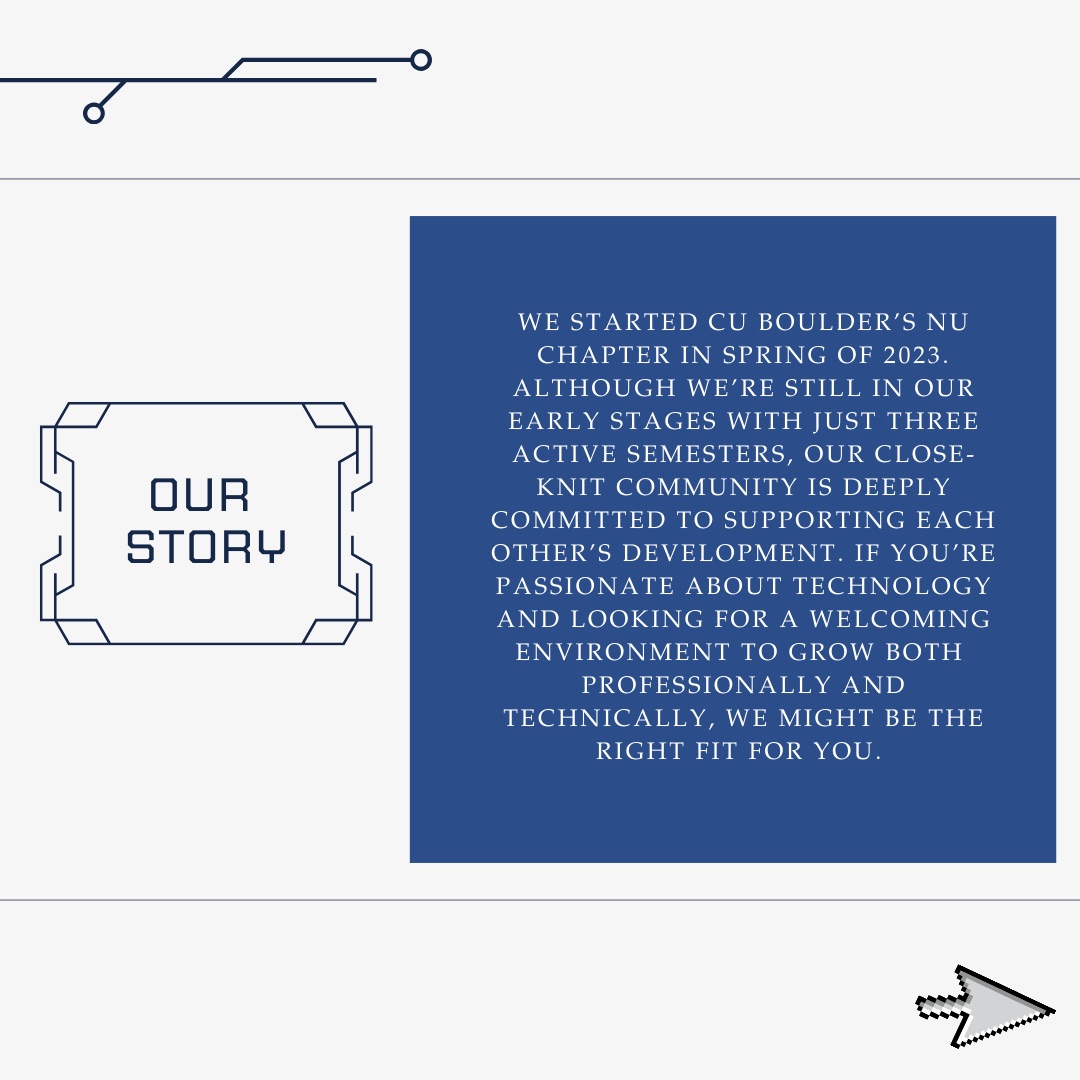 OUR
STORY
WE STARTED CU BOULDER’S NU
CHAPTER IN SPRING OF 2023.
ALTHOUGH WE’RE STILL IN OUR
EARLY STAGES WITH JUST THREE
ACTIVE SEMESTERS, OUR CLOSE-
KNIT COMMUNITY IS DEEPLY
COMMITTED TO SUPPORTING EACH
OTHER’S DEVELOPMENT. IF YOU’RE
PASSIONATE ABOUT TECHNOLOGY
AND LOOKING FOR A WELCOMING
ENVIRONMENT TO GROW BOTH
PROFESSIONALLY AND
TECHNICALLY, WE MIGHT BE THE
RIGHT FIT FOR YOU.